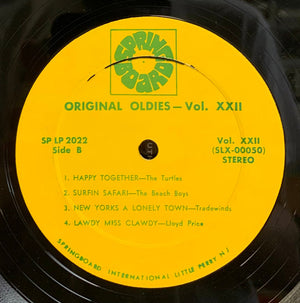 SPRING
BOARD
ORIGINAL OLDIES — Vol. XXII
SP LP 2022
Side B
Vol. XXII
(SLX-00050)
STEREO
1. HAPPY TOGETHER—The Turtles
2. SURFIN SAFARI—The Beach Boys
3. NEW YORKS A LONELY TOWN—Tradewinds
4. LAWDY MISS CLAWDY—Lloyd Price
SPRINGBOARD INTERNATIONAL LITTLE FERRY N J